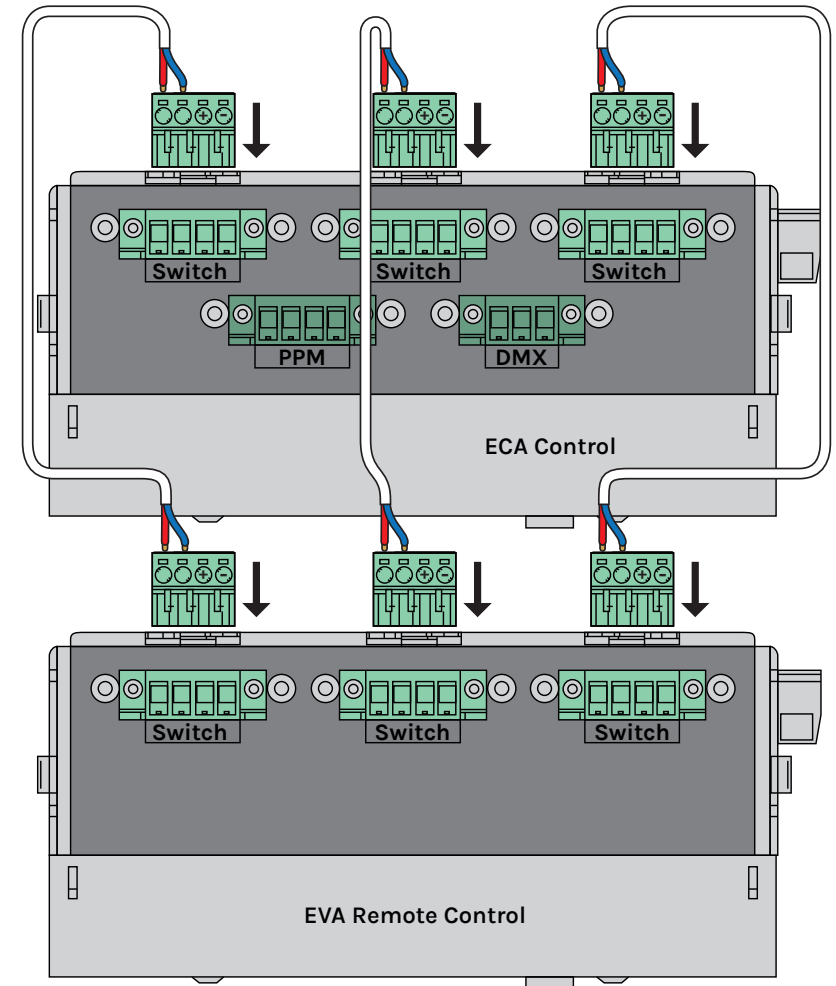 Switch Switch Switch
PPM DMX
ECA Control
Switch Switch Switch
EVA Remote Control